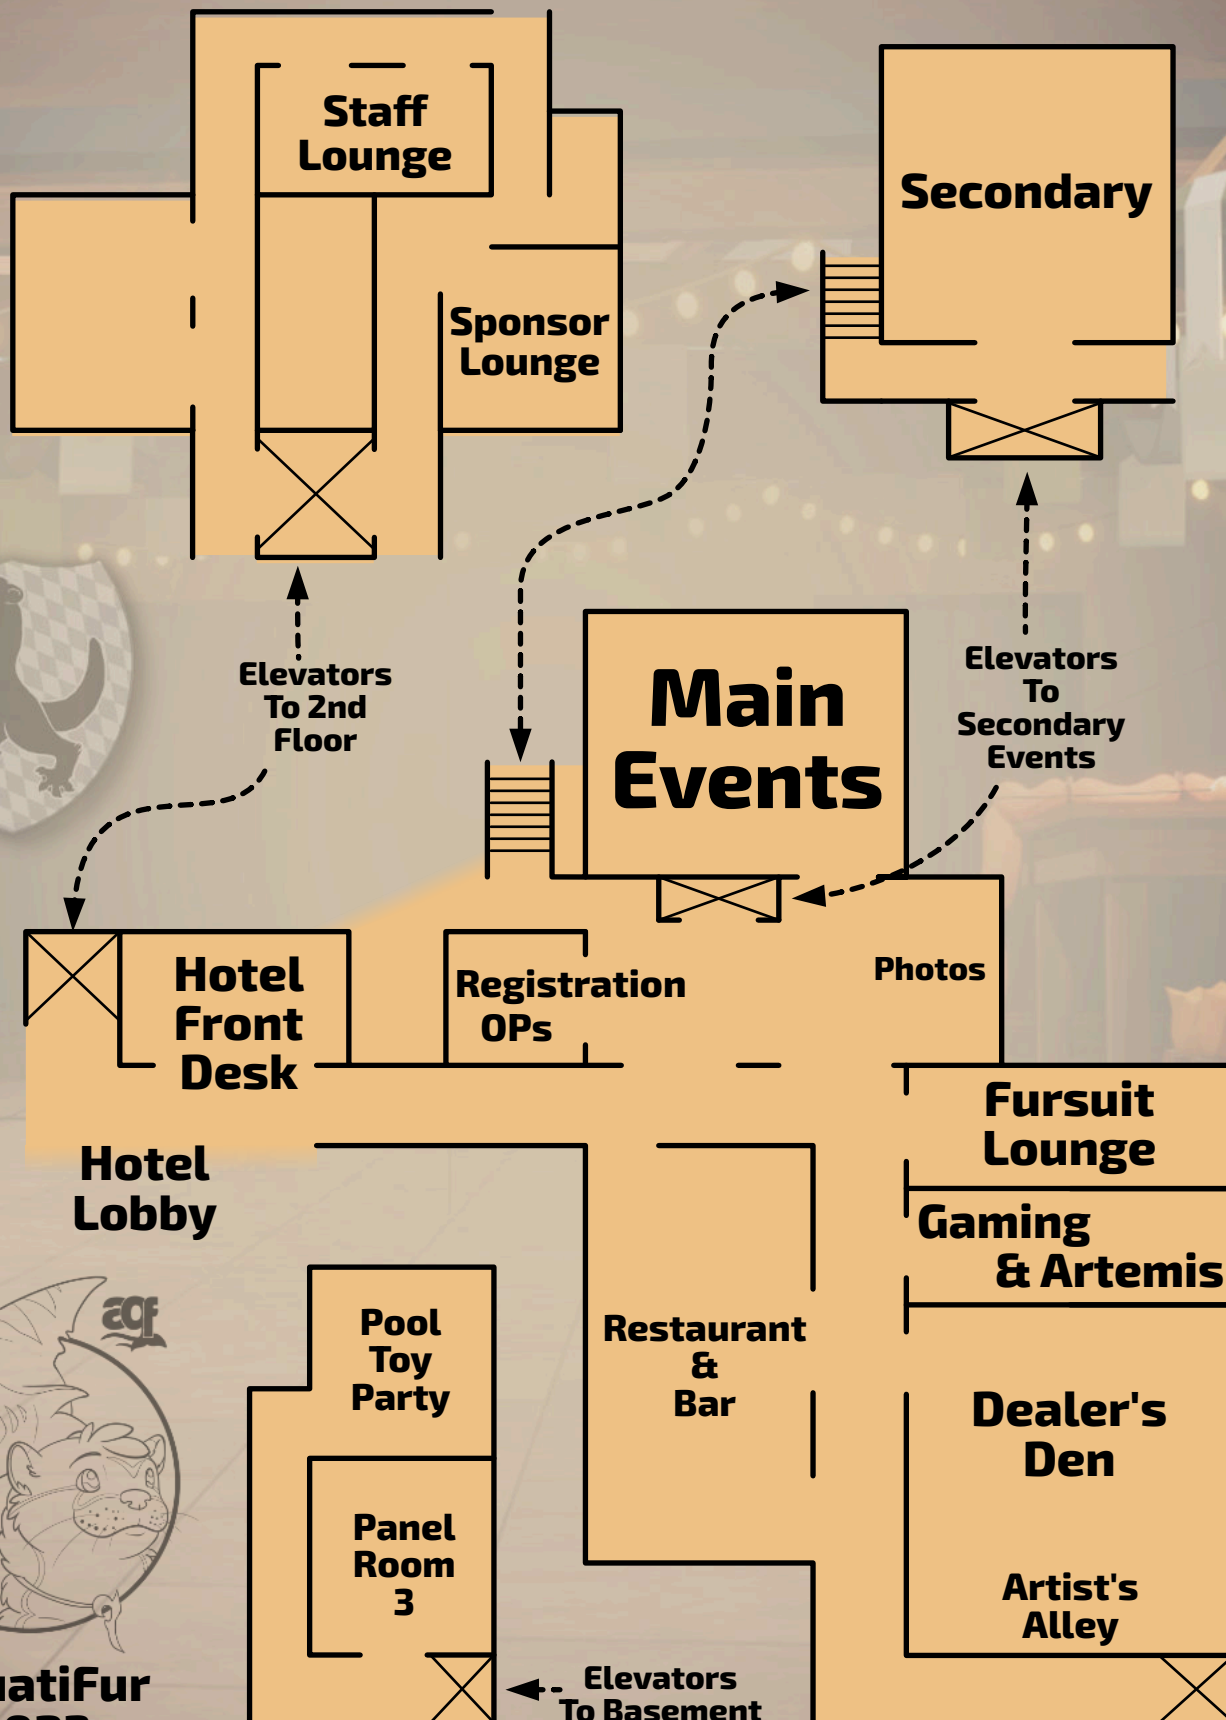 Staff
Lounge
Secondary
Sponsor
Lounge
Elevators
To 2nd
Floor
Elevators
To
Secondary
Events
Main
Events
Hotel
Front
Desk
Registration
OPs
Photos
Hotel
Lobby
Fursuit
Lounge
Gaming
& Artemis
Pool
Toy
Party
Restaurant
&
Bar
Dealer's
Den
Panel
Room
3
Artist's
Alley
Elevators
To Basement
aqf
uatiFur